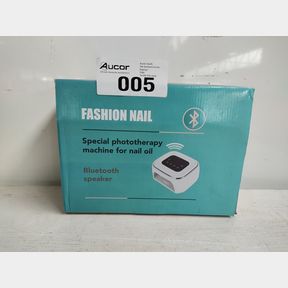 Aucor
005
FASHION NAIL
Special phototherapy
machine for nail oil
Bluetooth
speaker